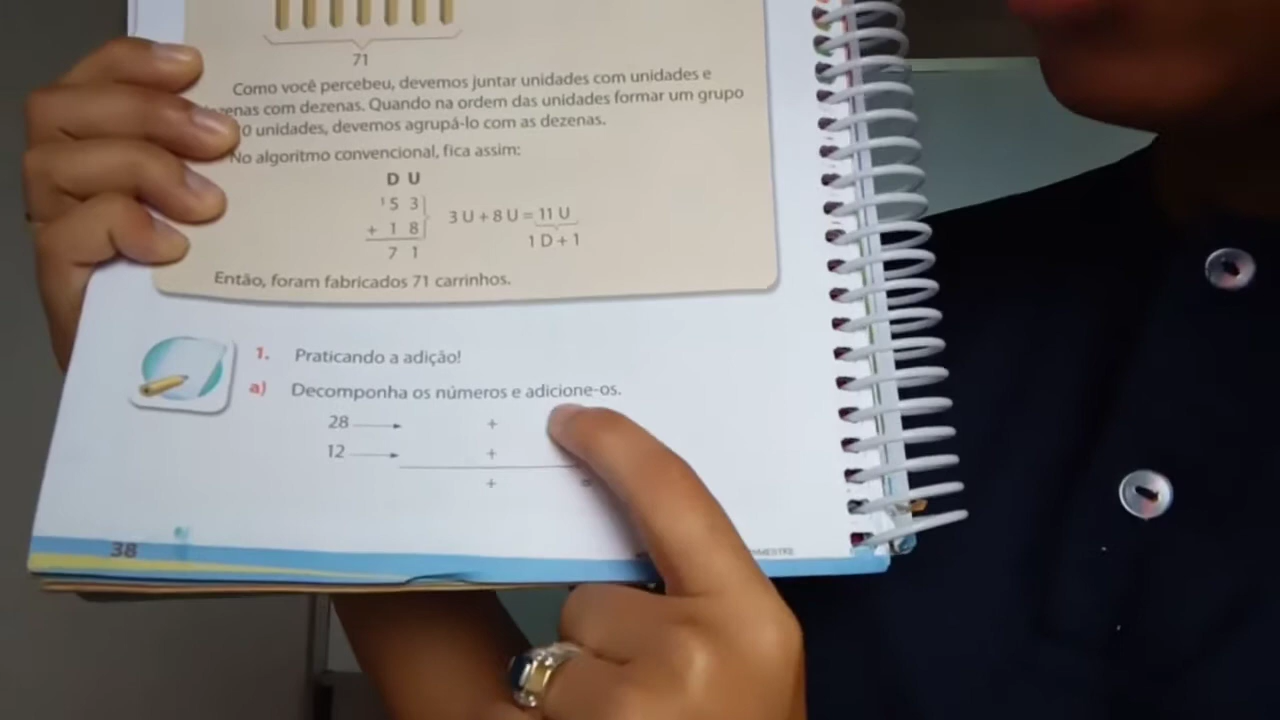 71
Como você percebeu, devemos juntar unidades com unidades e
dezenas com dezenas. Quando na ordem das unidades formar um grupo
0 unidades, devemos agrupá-lo com as dezenas.
No algoritmo convencional, fica assim:
D U
¹5 3
+ 1 8
7 1
3 U + 8 U = 11 U
1 D + 1
Então, foram fabricados 71 carrinhos.
1. Praticando a adição!
a) Decomponha os números e adicione-os.
28 → +
12 → +
+ =
38